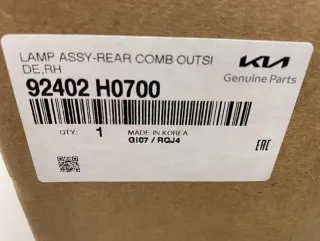 LAMP ASSY-REAR COMB OUTSI
DE,RH
KIA
Genuine Parts
92402 H0700
QTY: 1
MADE IN KOREA
GI07 / RQJ4
EAC